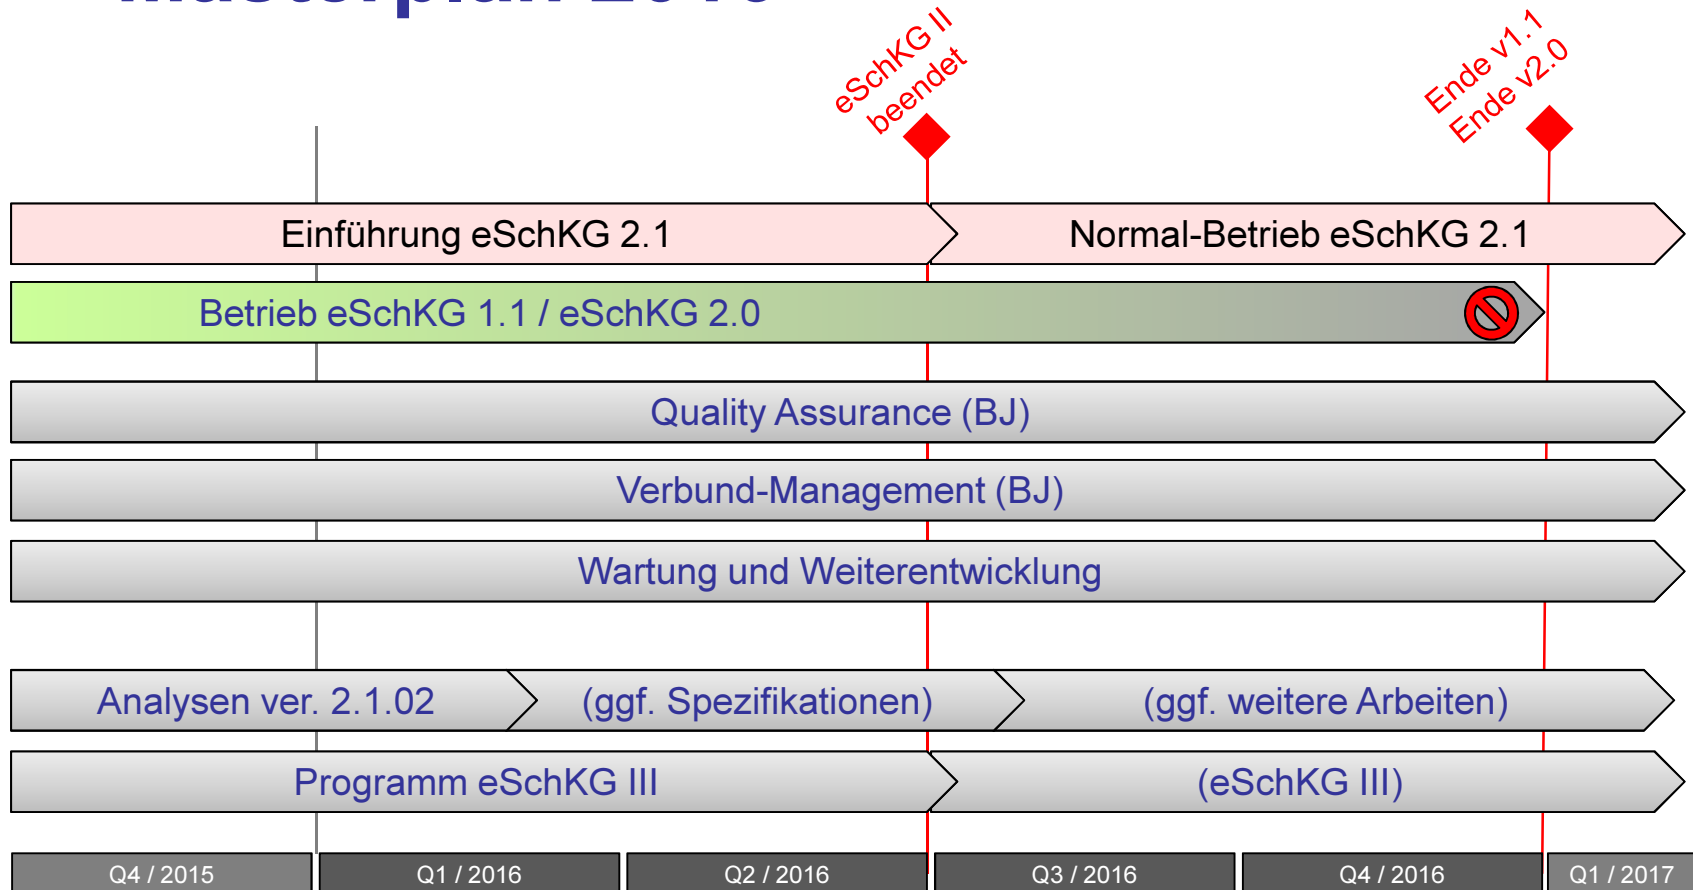 Masterplan 2016
eSchKG II
beendet
Ende v1.1
Ende v2.0
Einführung eSchKG 2.1
Normal-Betrieb eSchKG 2.1
Betrieb eSchKG 1.1 / eSchKG 2.0
Quality Assurance (BJ)
Verbund-Management (BJ)
Wartung und Weiterentwicklung
Analysen ver. 2.1.02
(ggf. Spezifikationen)
(ggf. weitere Arbeiten)
Programm eSchKG III
(eSchKG III)
Q4 / 2015
Q1 / 2016
Q2 / 2016
Q3 / 2016
Q4 / 2016
Q1 / 2017